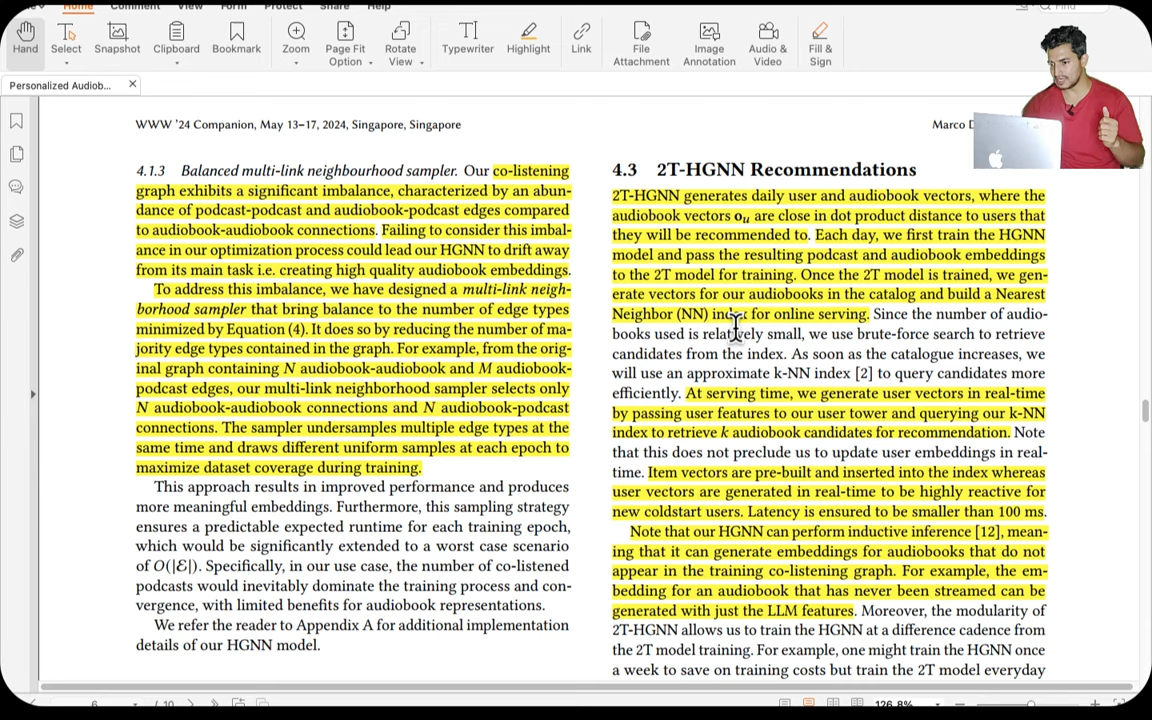 Home
Comment
View
Form
Protect
Share
Help
Find
Hand
Select
Snapshot
Clipboard
Bookmark
Zoom
Page Fit
Option
Rotate
View
Typewriter
Highlight
Link
File
Attachment
Image
Annotation
Audio &
Video
Fill &
Sign
Personalized Audiob...
WWW '24 Companion, May 13–17, 2024, Singapore, Singapore
Marco
4.1.3 Balanced multi-link neighbourhood sampler. Our co-listening
graph exhibits a significant imbalance, characterized by an abun-
dance of podcast-podcast and audiobook-podcast edges compared
to audiobook-audiobook connections. Failing to consider this imbal-
ance in our optimization process could lead our HGNN to drift away
from its main task i.e. creating high quality audiobook embeddings.
To address this imbalance, we have designed a multi-link neigh-
borhood sampler that bring balance to the number of edge types
minimized by Equation (4). It does so by reducing the number of ma-
jority edge types contained in the graph. For example, from the orig-
inal graph containing N audiobook-audiobook and M audiobook-
podcast edges, our multi-link neighborhood sampler selects only
N audiobook-audiobook connections and N audiobook-podcast
connections. The sampler undersamples multiple edge types at the
same time and draws different uniform samples at each epoch to
maximize dataset coverage during training.
This approach results in improved performance and produces
more meaningful embeddings. Furthermore, this sampling strategy
ensures a predictable expected runtime for each training epoch,
which would be significantly extended to a worst case scenario
of O(|ℰ|). Specifically, in our use case, the number of co-listened
podcasts would inevitably dominate the training process and con-
vergence, with limited benefits for audiobook representations.
We refer the reader to Appendix A for additional implementation
details of our HGNN model.
4.3 2T-HGNN Recommendations
2T-HGNN generates daily user and audiobook vectors, where the
audiobook vectors oᵤ are close in dot product distance to users that
they will be recommended to. Each day, we first train the HGNN
model and pass the resulting podcast and audiobook embeddings
to the 2T model for training. Once the 2T model is trained, we gen-
erate vectors for our audiobooks in the catalog and build a Nearest
Neighbor (NN) index for online serving. Since the number of audio-
books used is relatively small, we use brute-force search to retrieve
candidates from the index. As soon as the catalogue increases, we
will use an approximate k-NN index [2] to query candidates more
efficiently. At serving time, we generate user vectors in real-time
by passing user features to our user tower and querying our k-NN
index to retrieve k audiobook candidates for recommendation. Note
that this does not preclude us to update user embeddings in real-
time. Item vectors are pre-built and inserted into the index whereas
user vectors are generated in real-time to be highly reactive for
new coldstart users. Latency is ensured to be smaller than 100 ms.
Note that our HGNN can perform inductive inference [12], mean-
ing that it can generate embeddings for audiobooks that do not
appear in the training co-listening graph. For example, the em-
bedding for an audiobook that has never been streamed can be
generated with just the LLM features. Moreover, the modularity of
2T-HGNN allows us to train the HGNN at a difference cadence from
the 2T model training. For example, one might train the HGNN once
a week to save on training costs but train the 2T model everyday
6 / 10
126.8%